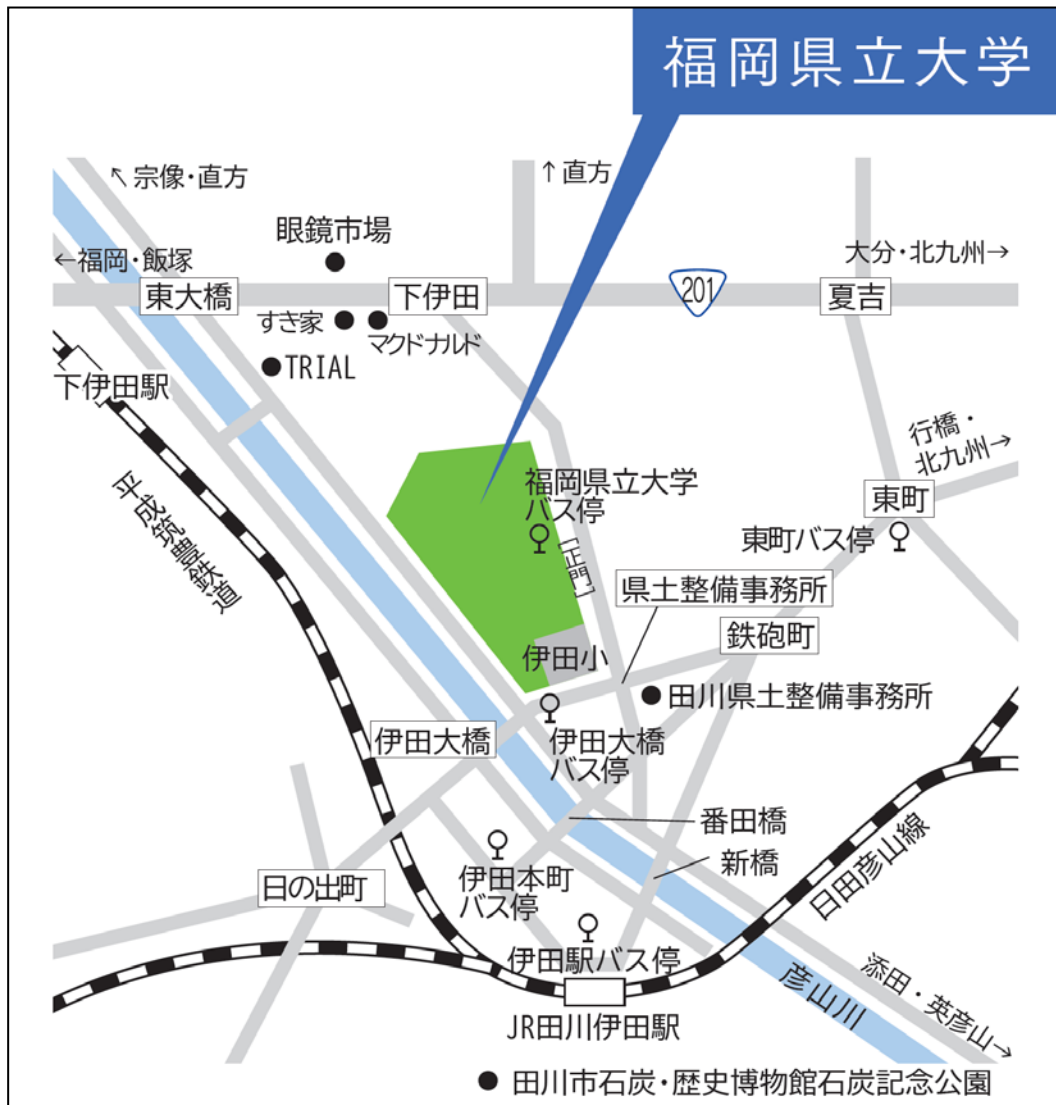 福岡県立大学
↖宗像・直方
↑直方
眼鏡市場
←福岡・飯塚
大分・北九州→
東大橋
下伊田
201
夏吉
すき家
マクドナルド
TRIAL
下伊田駅
行橋・
北九州→
福岡県立大学
バス停
東町
平成筑豊鉄道
東町バス停
[正門]
県土整備事務所
鉄砲町
伊田小
田川県土整備事務所
伊田大橋
伊田大橋
バス停
番田橋
新橋
日田彦山線
日の出町
伊田本町
バス停
伊田駅バス停
彦山川
添田・英彦山→
JR田川伊田駅
田川市石炭・歴史博物館石炭記念公園